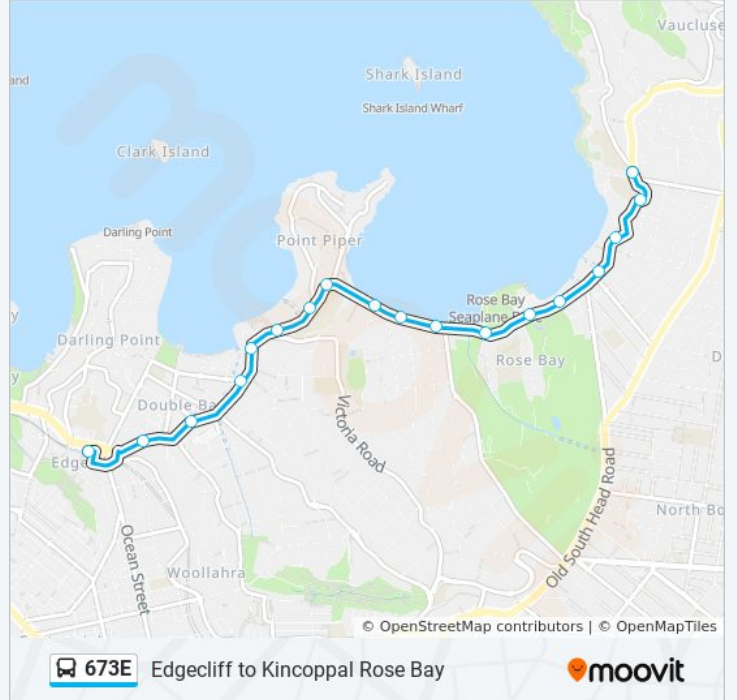 Vaucluse
Shark Island
Shark Island Wharf
Clark Island
Darling Point
Point Piper
Rose Bay
Seaplane B
Darling Point
Rose Bay
Double Ba
Victoria Road
Edge
Old South Head Road
North Bo
Ocean Street
Woollahra
© OpenStreetMap contributors | © OpenMapTiles
673E Edgecliff to Kincoppal Rose Bay moovit